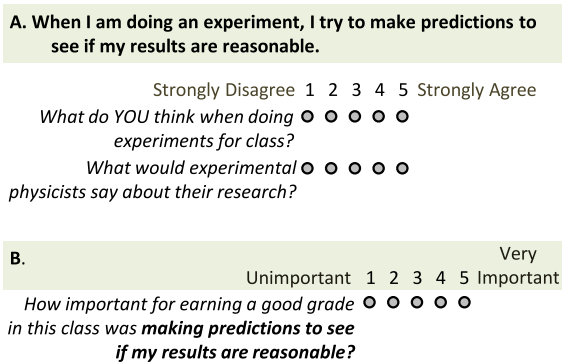 A. When I am doing an experiment, I try to make predictions to
see if my results are reasonable.
Strongly Disagree 1 2 3 4 5 Strongly Agree
What do YOU think when doing
experiments for class?
What would experimental
physicists say about their research?
B.
Very
Unimportant 1 2 3 4 5 Important
How important for earning a good grade
in this class was making predictions to see
if my results are reasonable?